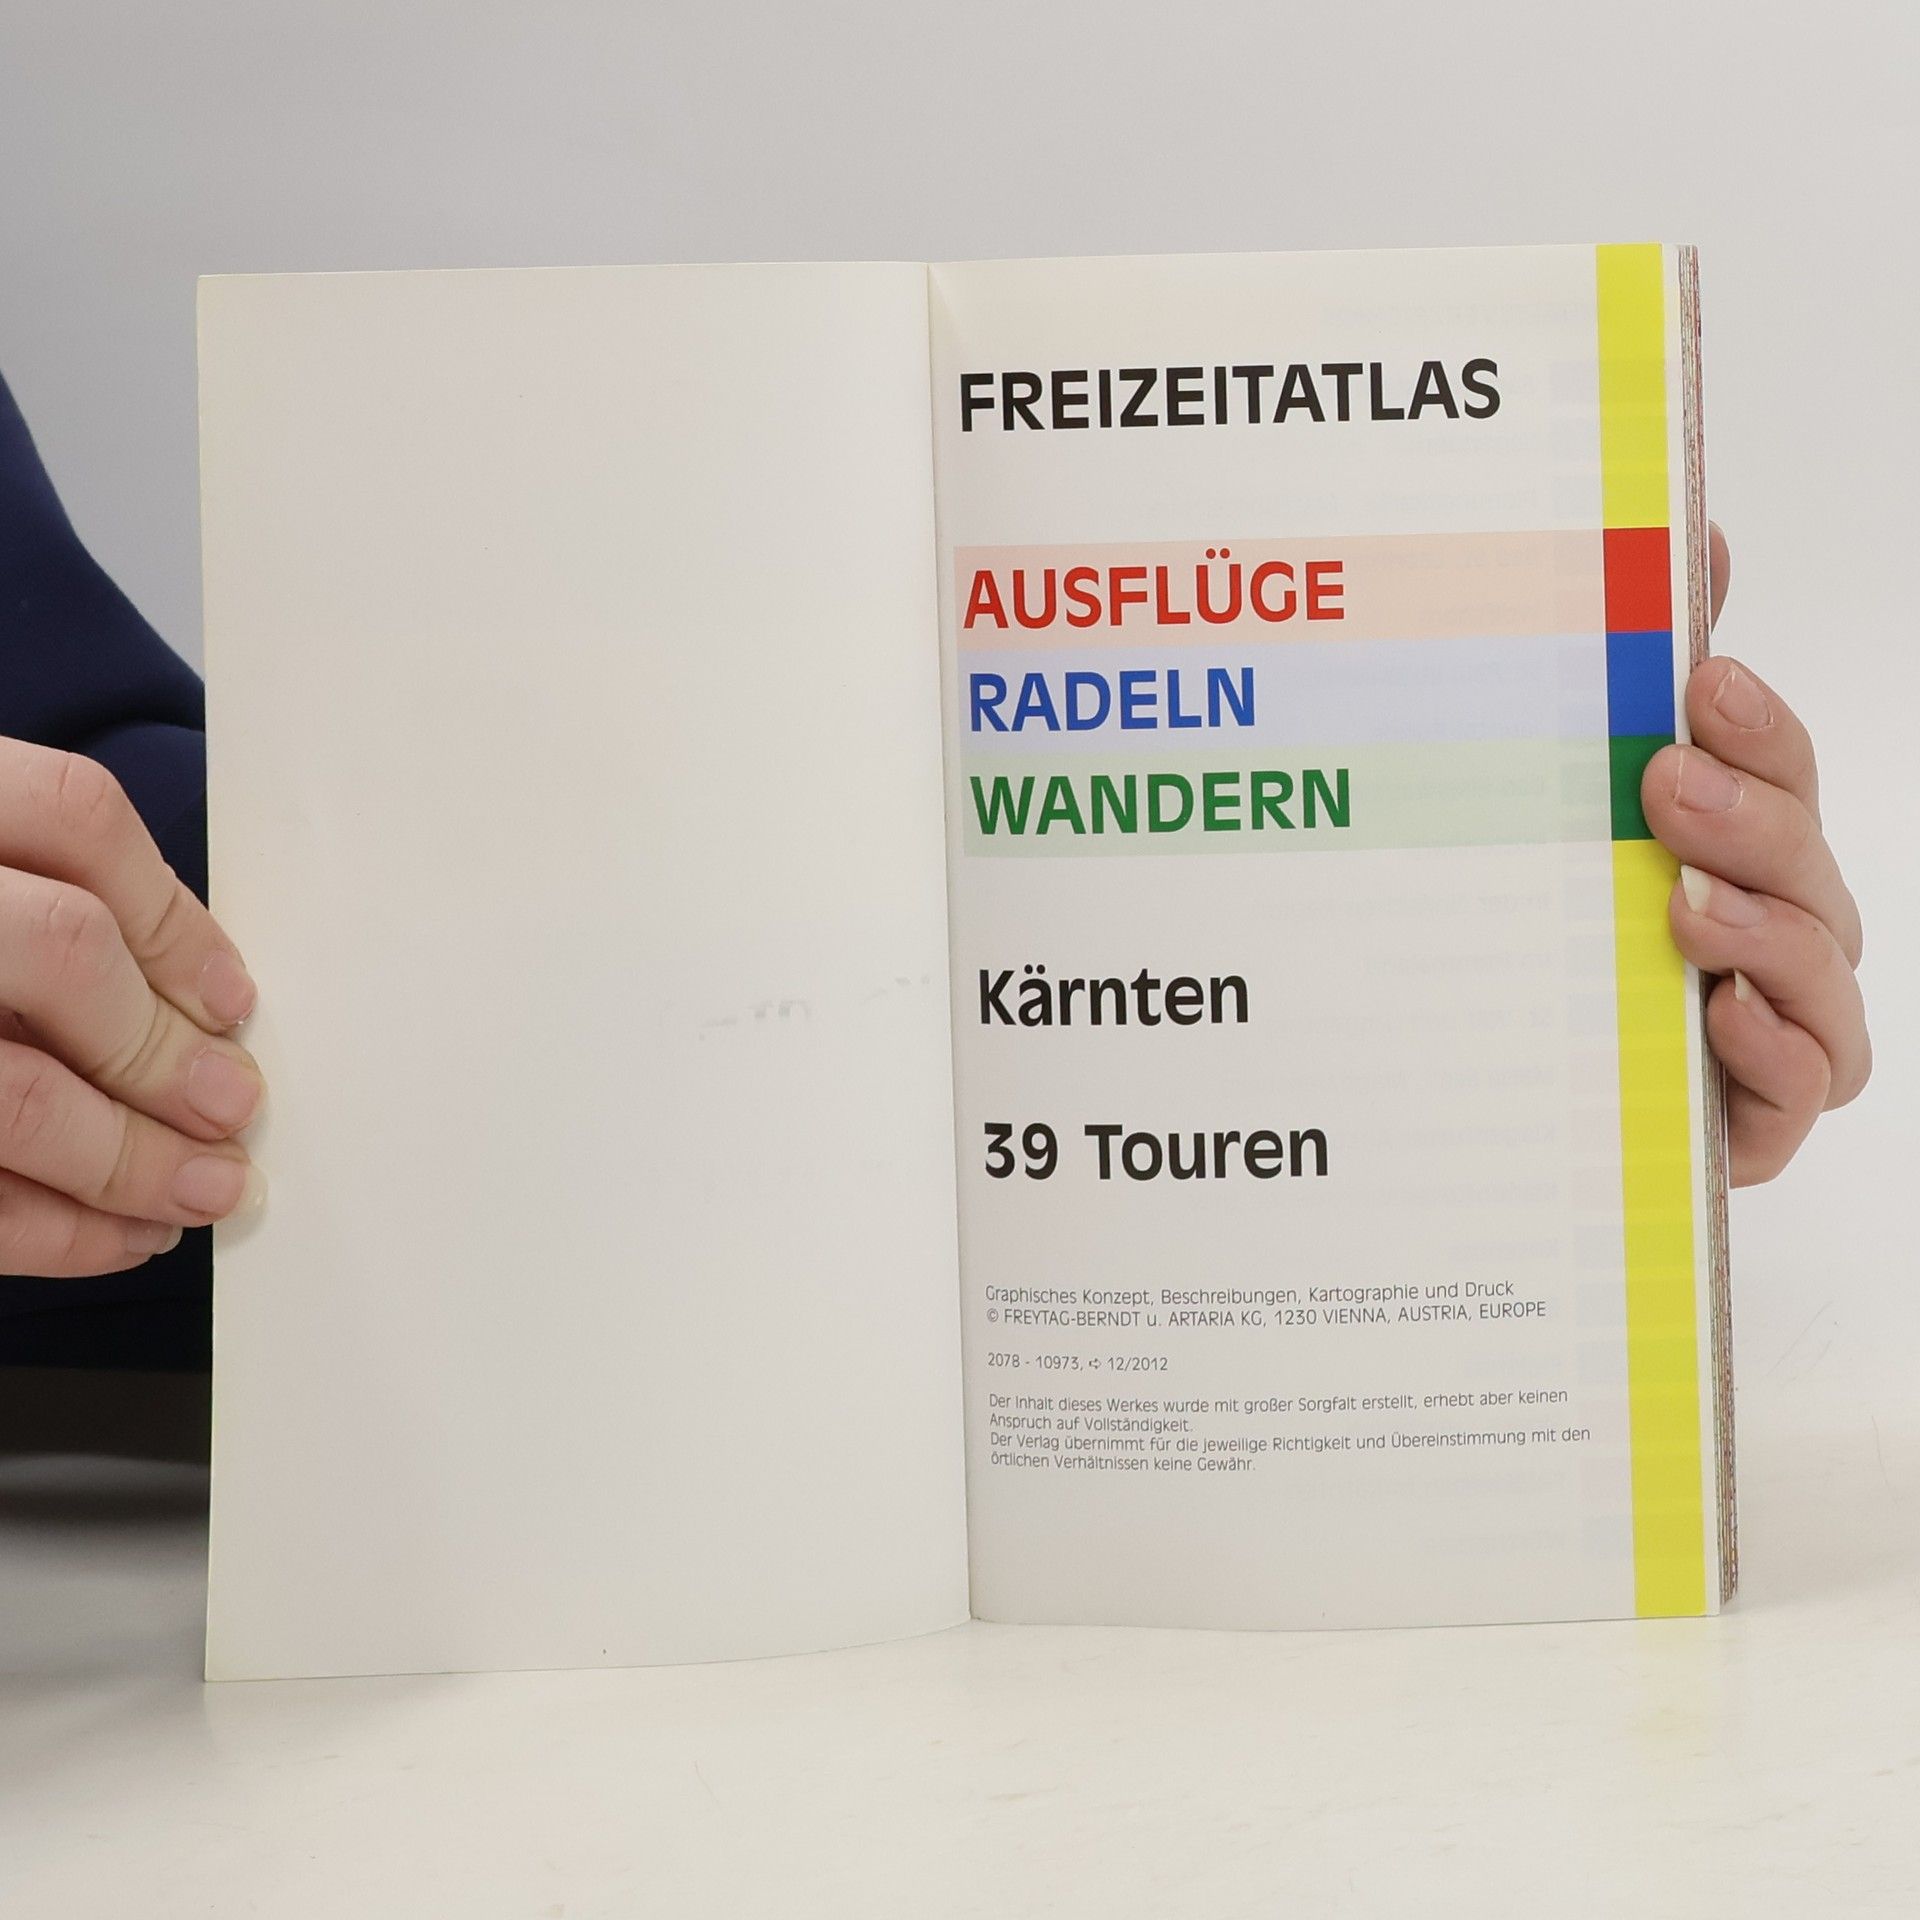 FREIZEITATLAS
AUSFLÜGE
RADELN
WANDERN
Kärnten
39 Touren
Graphisches Konzept, Beschreibungen, Kartographie und Druck
© FREYTAG-BERNDT u. ARTARIA KG, 1230 VIENNA, AUSTRIA, EUROPE
2078 - 10973, ➪ 12/2012
Der Inhalt dieses Werkes wurde mit großer Sorgfalt erstellt, erhebt aber keinen
Anspruch auf Vollständigkeit.
Der Verlag übernimmt für die jeweilige Richtigkeit und Übereinstimmung mit den
örtlichen Verhältnissen keine Gewähr.